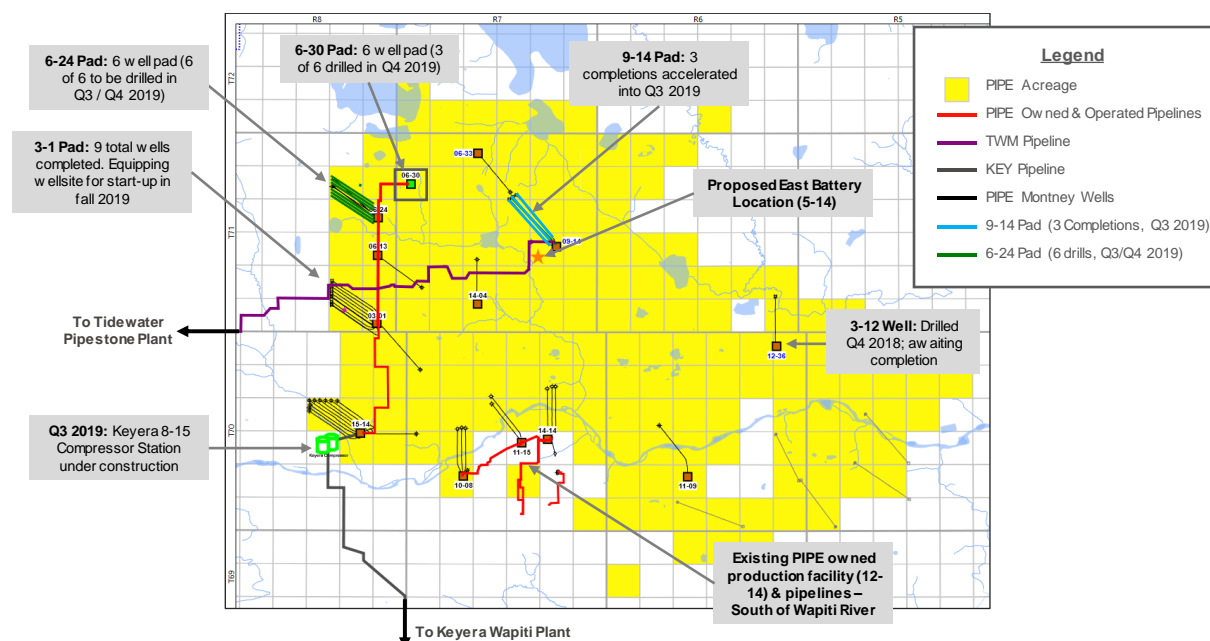 R8
R7
R6
R5
T72
T71
T70
T69
6-24 Pad: 6 well pad (6
of 6 to be drilled in
Q3 / Q4 2019)
6-30 Pad: 6 well pad (3
of 6 drilled in Q4 2019)
9-14 Pad: 3
completions accelerated
into Q3 2019
3-1 Pad: 9 total wells
completed. Equipping
wellsite for start-up in
fall 2019
Proposed East Battery
Location (5-14)
06-33
06-30
06-24
06-13
09-14
14-04
03-01
12-36
15-14
14-14
11-15
10-08
11-09
To Tidewater
Pipestone Plant
3-12 Well: Drilled
Q4 2018; awaiting
completion
Q3 2019: Keyera 8-15
Compressor Station
under construction
Keyera Compressor
Existing PIPE owned
production facility (12-
14) & pipelines –
South of Wapiti River
To Keyera Wapiti Plant
Legend
PIPE Acreage
PIPE Owned & Operated Pipelines
TWM Pipeline
KEY Pipeline
PIPE Montney Wells
9-14 Pad (3 Completions, Q3 2019)
6-24 Pad (6 drills, Q3/Q4 2019)